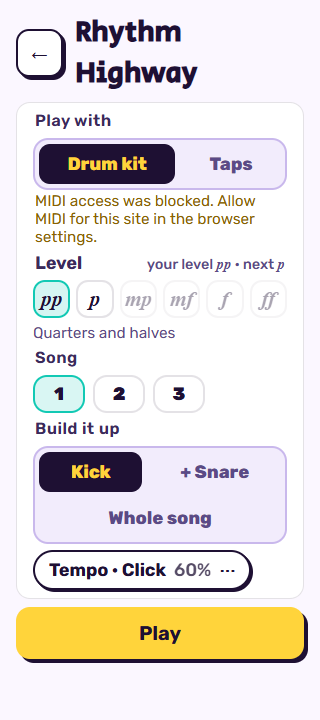 ←
Rhythm
Highway
Play with
Drum kit Taps
MIDI access was blocked. Allow
MIDI for this site in the browser
settings.
Level your level pp • next p
pp p mp mf f ff
Quarters and halves
Song
1 2 3
Build it up
Kick + Snare
Whole song
Tempo • Click 60% ···
Play